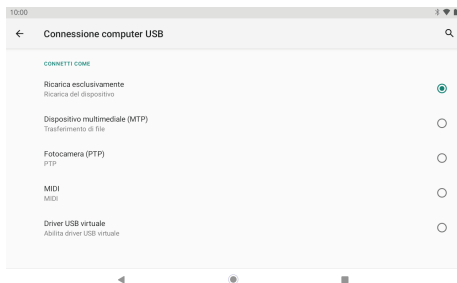 10:00
Connessione computer USB
CONNETTI COME
Ricarica esclusivamente
Ricarica del dispositivo
Dispositivo multimediale (MTP)
Trasferimento di file
Fotocamera (PTP)
PTP
MIDI
MIDI
Driver USB virtuale
Abilita driver USB virtuale